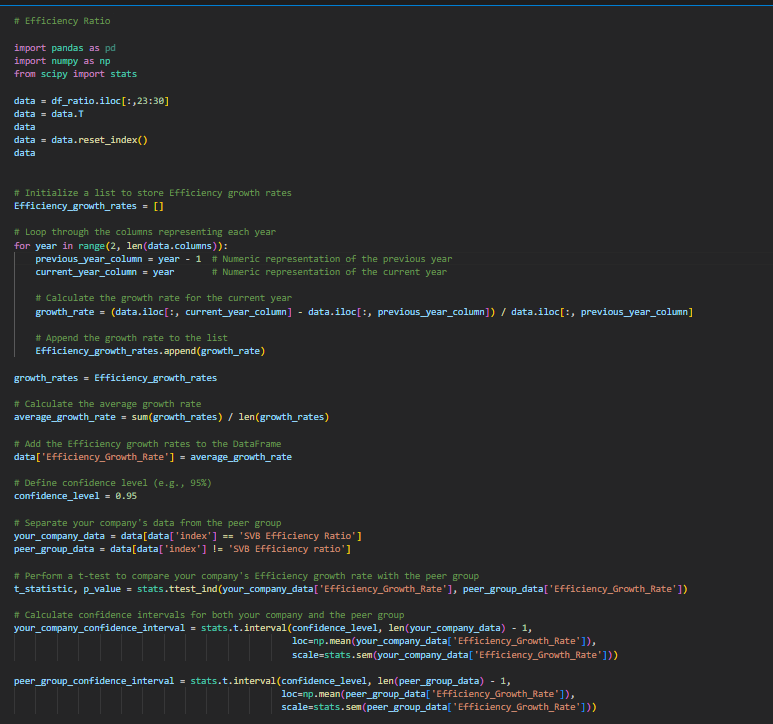 # Efficiency Ratio
import pandas as pd
import numpy as np
from scipy import stats
data = df_ratio.iloc[:,23:30]
data = data.T
data
data = data.reset_index()
data
# Initialize a list to store Efficiency growth rates
Efficiency_growth_rates = []
# Loop through the columns representing each year
for year in range(2, len(data.columns)):
    previous_year_column = year - 1  # Numeric representation of the previous year
    current_year_column = year       # Numeric representation of the current year
    # Calculate the growth rate for the current year
    growth_rate = (data.iloc[:, current_year_column] - data.iloc[:, previous_year_column]) / data.iloc[:, previous_year_column]
    # Append the growth rate to the list
    Efficiency_growth_rates.append(growth_rate)
growth_rates = Efficiency_growth_rates
# Calculate the average growth rate
average_growth_rate = sum(growth_rates) / len(growth_rates)
# Add the Efficiency growth rates to the DataFrame
data['Efficiency_Growth_Rate'] = average_growth_rate
# Define confidence level (e.g., 95%)
confidence_level = 0.95
# Separate your company's data from the peer group
your_company_data = data[data['index'] == 'SVB Efficiency Ratio']
peer_group_data = data[data['index'] != 'SVB Efficiency ratio']
# Perform a t-test to compare your company's Efficiency growth rate with the peer group
t_statistic, p_value = stats.ttest_ind(your_company_data['Efficiency_Growth_Rate'], peer_group_data['Efficiency_Growth_Rate'])
# Calculate confidence intervals for both your company and the peer group
your_company_confidence_interval = stats.t.interval(confidence_level, len(your_company_data) - 1,
                                                    loc=np.mean(your_company_data['Efficiency_Growth_Rate']),
                                                    scale=stats.sem(your_company_data['Efficiency_Growth_Rate']))
peer_group_confidence_interval = stats.t.interval(confidence_level, len(peer_group_data) - 1,
                                                  loc=np.mean(peer_group_data['Efficiency_Growth_Rate']),
                                                  scale=stats.sem(peer_group_data['Efficiency_Growth_Rate']))